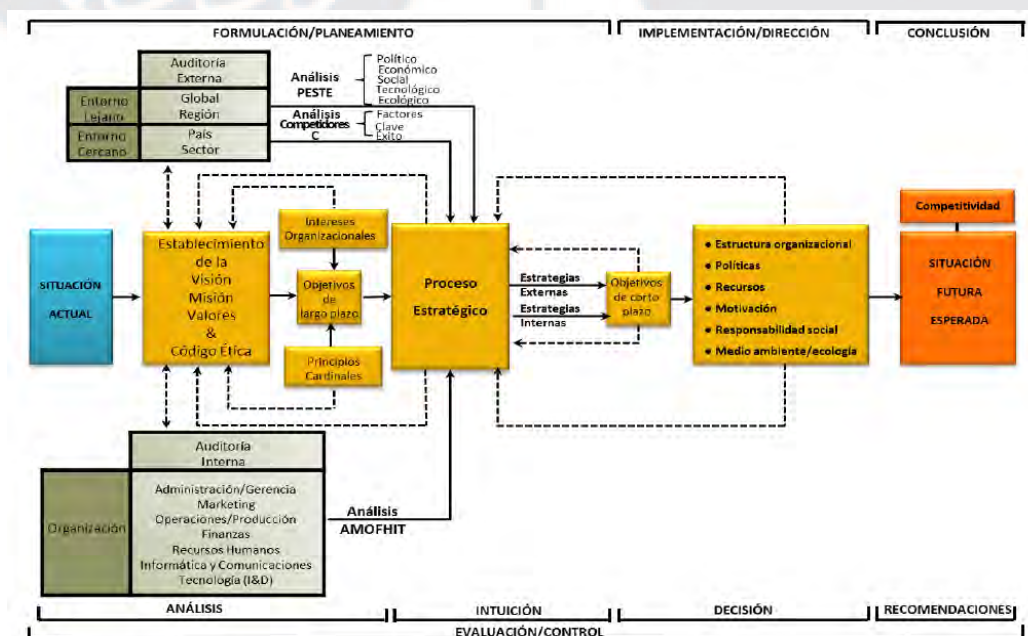 FORMULACIÓN/PLANEAMIENTO
IMPLEMENTACIÓN/DIRECCIÓN
CONCLUSIÓN
Auditoría
Externa
Entorno
Lejano
Global
Región
Entorno
Cercano
País
Sector
Análisis
PESTE
Político
Económico
Social
Tecnológico
Ecológico
Análisis
Competidores
C
Factores
Clave
Éxito
SITUACIÓN
ACTUAL
Establecimiento
de la
Visión
Misión
Valores
&
Código Ética
Intereses
Organizacionales
Objetivos
de
largo plazo
Principios
Cardinales
Proceso
Estratégico
Estrategias
Externas
Estrategias
Internas
Objetivos
de corto
plazo
• Estructura organizacional
• Políticas
• Recursos
• Motivación
• Responsabilidad social
• Medio ambiente/ecología
Competitividad
SITUACIÓN
FUTURA
ESPERADA
Auditoría
Interna
Organización
Administración/Gerencia
Marketing
Operaciones/Producción
Finanzas
Recursos Humanos
Informática y Comunicaciones
Tecnología (I&D)
Análisis
AMOFHIT
ANÁLISIS
INTUICIÓN
DECISIÓN
RECOMENDACIONES
EVALUACIÓN/CONTROL